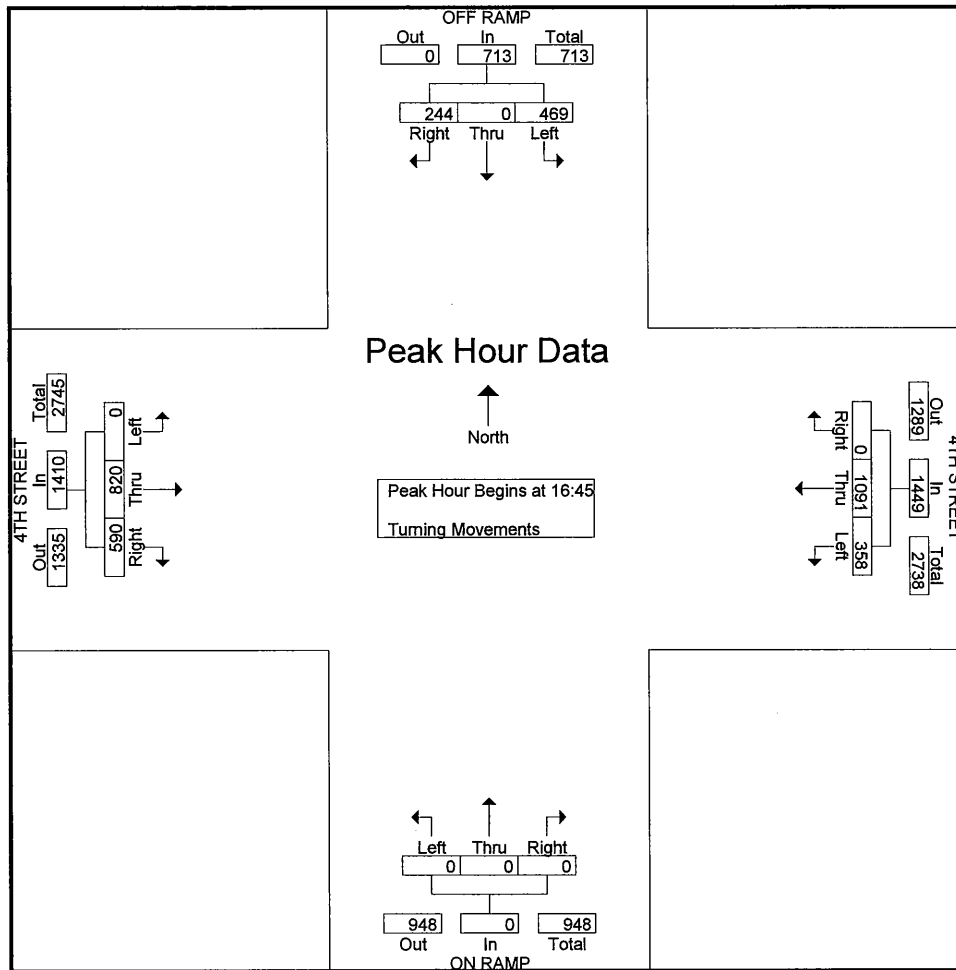 OFF RAMP
Out In Total
0 713 713
244 0 469
Right Thru Left
Peak Hour Data
North
Peak Hour Begins at 16:45
Turning Movements
4TH STREET
Out In Total
1335 1410 2745
590 820 0
Right Thru Left
4TH STREET
Out In Total
1289 1449 2738
0 1091 358
Right Thru Left
Left Thru Right
0 0 0
948 0 948
Out In Total
ON RAMP